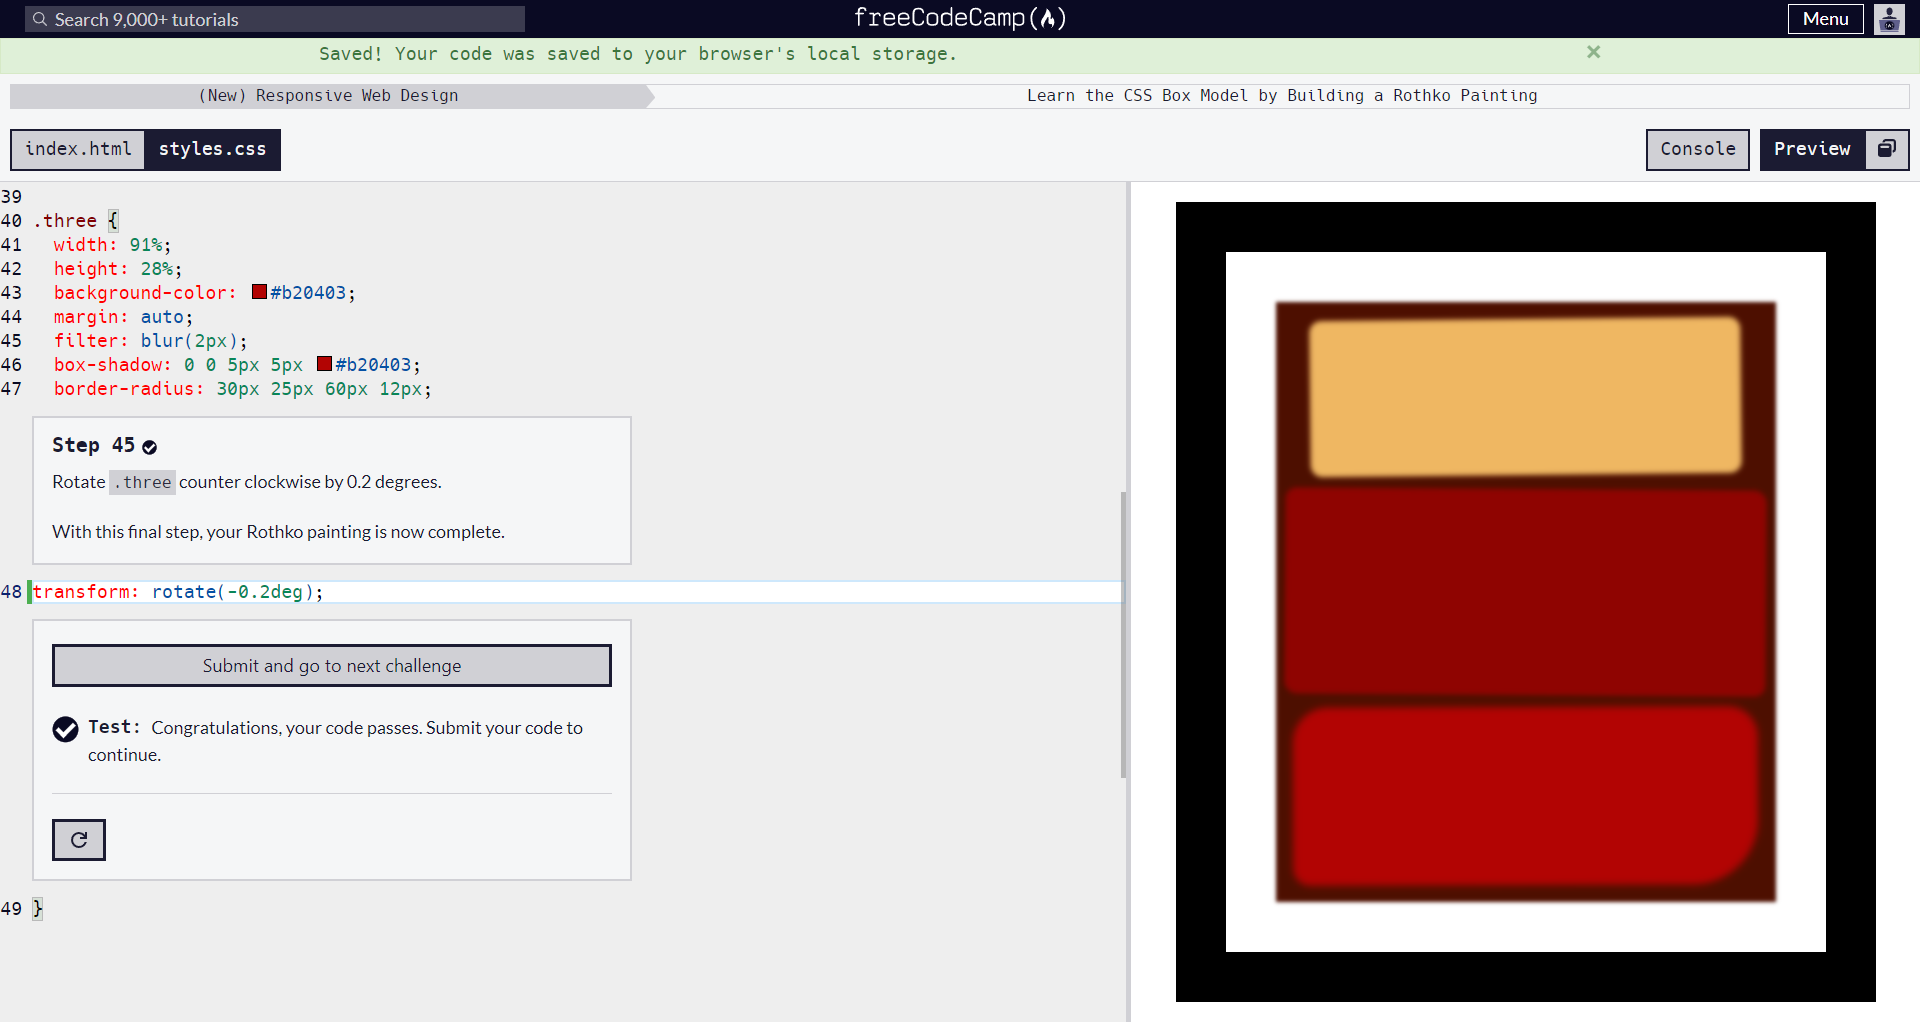 Search 9,000+ tutorials
freeCodeCamp
Menu
Saved! Your code was saved to your browser's local storage.
(New) Responsive Web Design
Learn the CSS Box Model by Building a Rothko Painting
index.html
styles.css
Console
Preview
39
40 .three {
41 width: 91%;
42 height: 28%;
43 background-color: #b20403;
44 margin: auto;
45 filter: blur(2px);
46 box-shadow: 0 0 5px 5px #b20403;
47 border-radius: 30px 25px 60px 12px;
Step 45
Rotate .three counter clockwise by 0.2 degrees.
With this final step, your Rothko painting is now complete.
48 transform: rotate(-0.2deg);
Submit and go to next challenge
Test: Congratulations, your code passes. Submit your code to
continue.
49 }